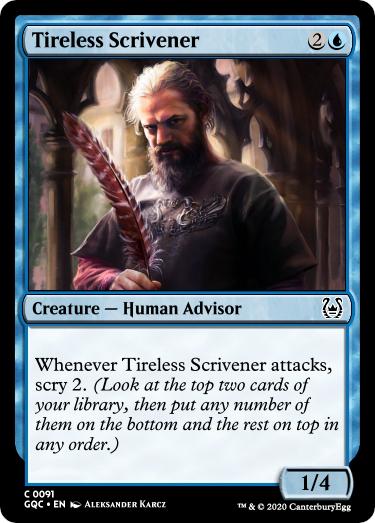 Tireless Scrivener 2
Creature — Human Advisor
Whenever Tireless Scrivener attacks,
scry 2. (Look at the top two cards of
your library, then put any number of
them on the bottom and the rest on top in
any order.)
1/4
C 0091
GQC • EN Aleksander Karcz
™ & © 2020 CanterburyEgg